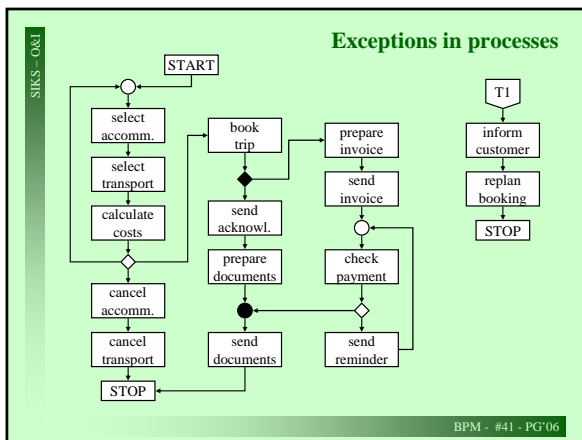 Exceptions in processes
SIKS – O&I
START
select
accomm.
select
transport
calculate
costs
cancel
accomm.
cancel
transport
STOP
book
trip
send
acknowl.
prepare
documents
send
documents
prepare
invoice
send
invoice
check
payment
send
reminder
T1
inform
customer
replan
booking
STOP
BPM - #41 - PG'06